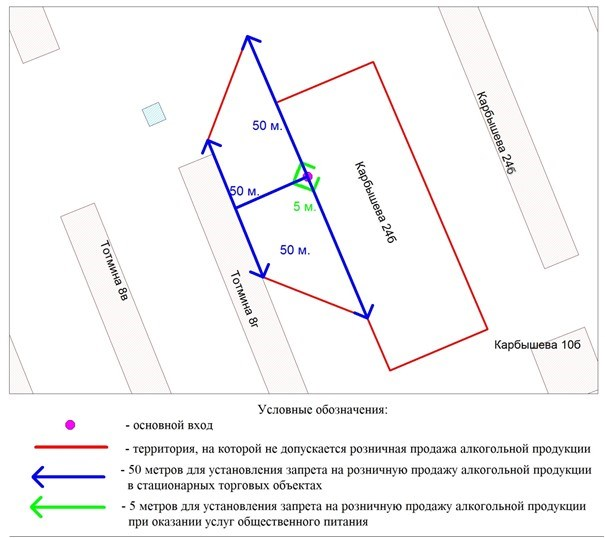 Карбышева 24б
50 м.
Карбышева 24б
50 м.
5 м.
50 м.
Тотмина 8в
Тотмина 8г
Карбышева 10б
Условные обозначения:
- основной вход
- территория, на которой не допускается розничная продажа алкогольной продукции
- 50 метров для установления запрета на розничную продажу алкогольной продукции
в стационарных торговых объектах
- 5 метров для установления запрета на розничную продажу алкогольной продукции
при оказании услуг общественного питания